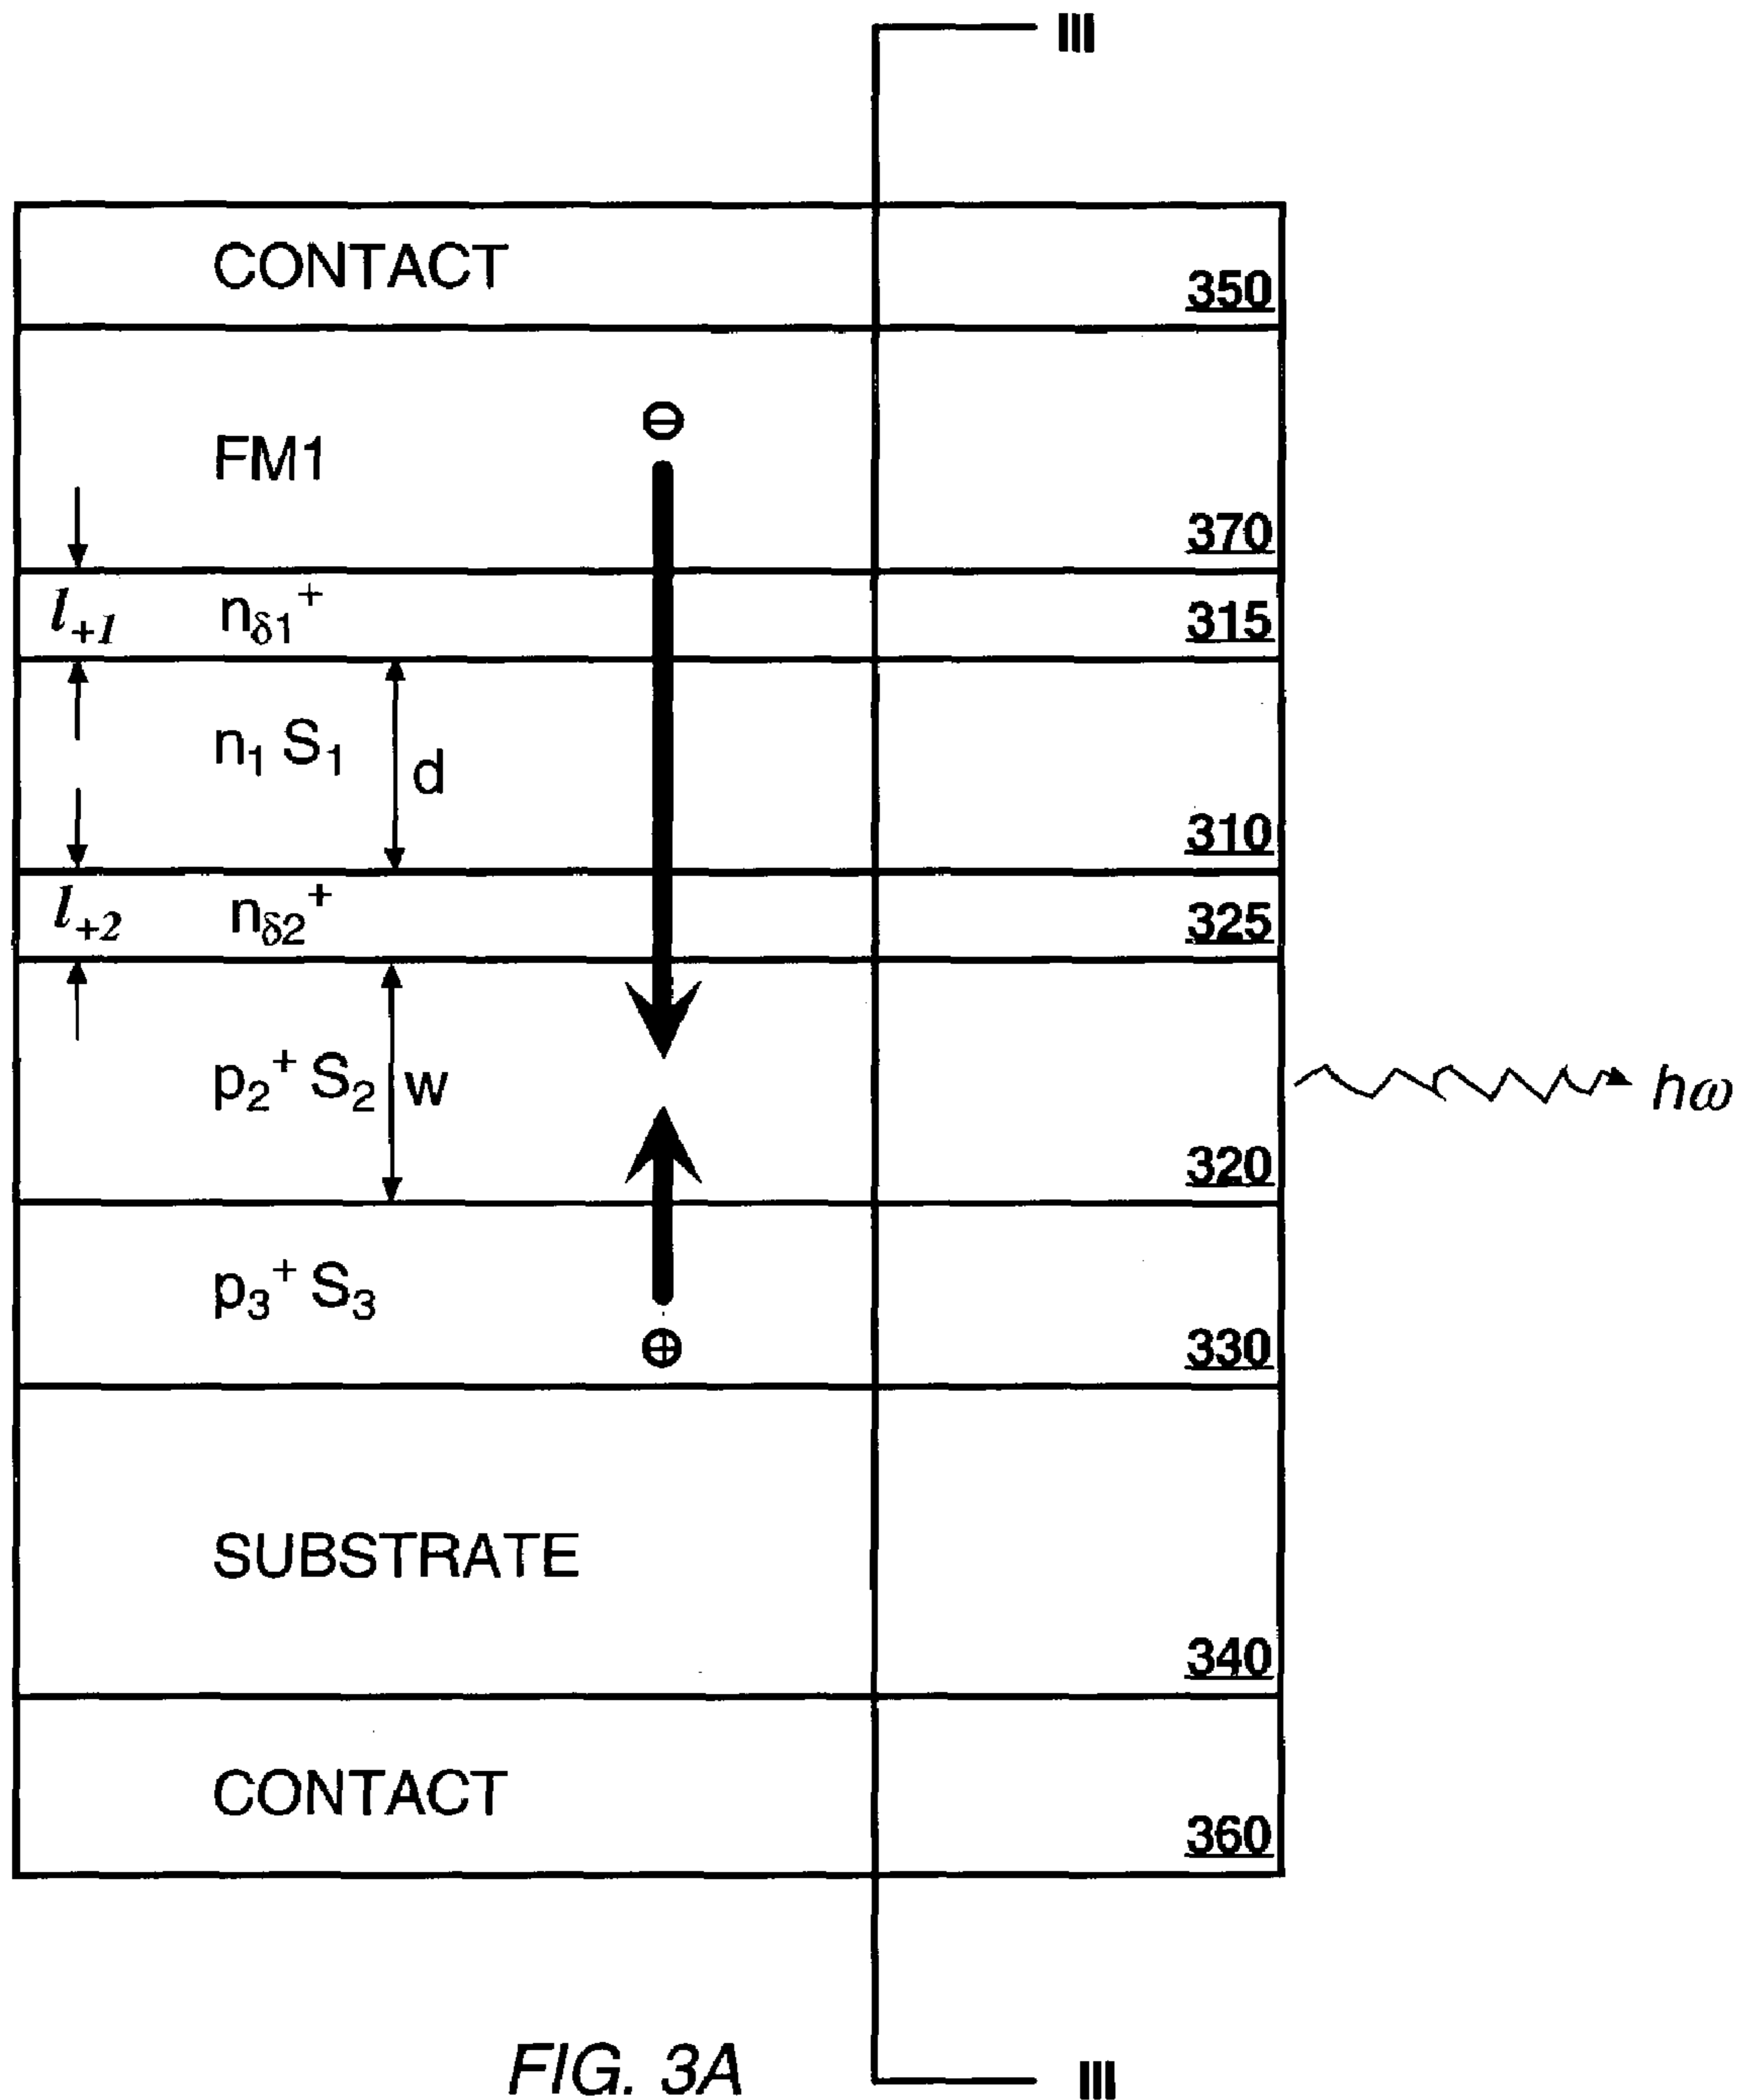 III
CONTACT 350
FM1 370
l+1 nδ1+ 315
n1 S1 d 310
l+2 nδ2+ 325
p2+ S2 w 320
hω
p3+ S3 330
SUBSTRATE 340
CONTACT 360
FIG. 3A III